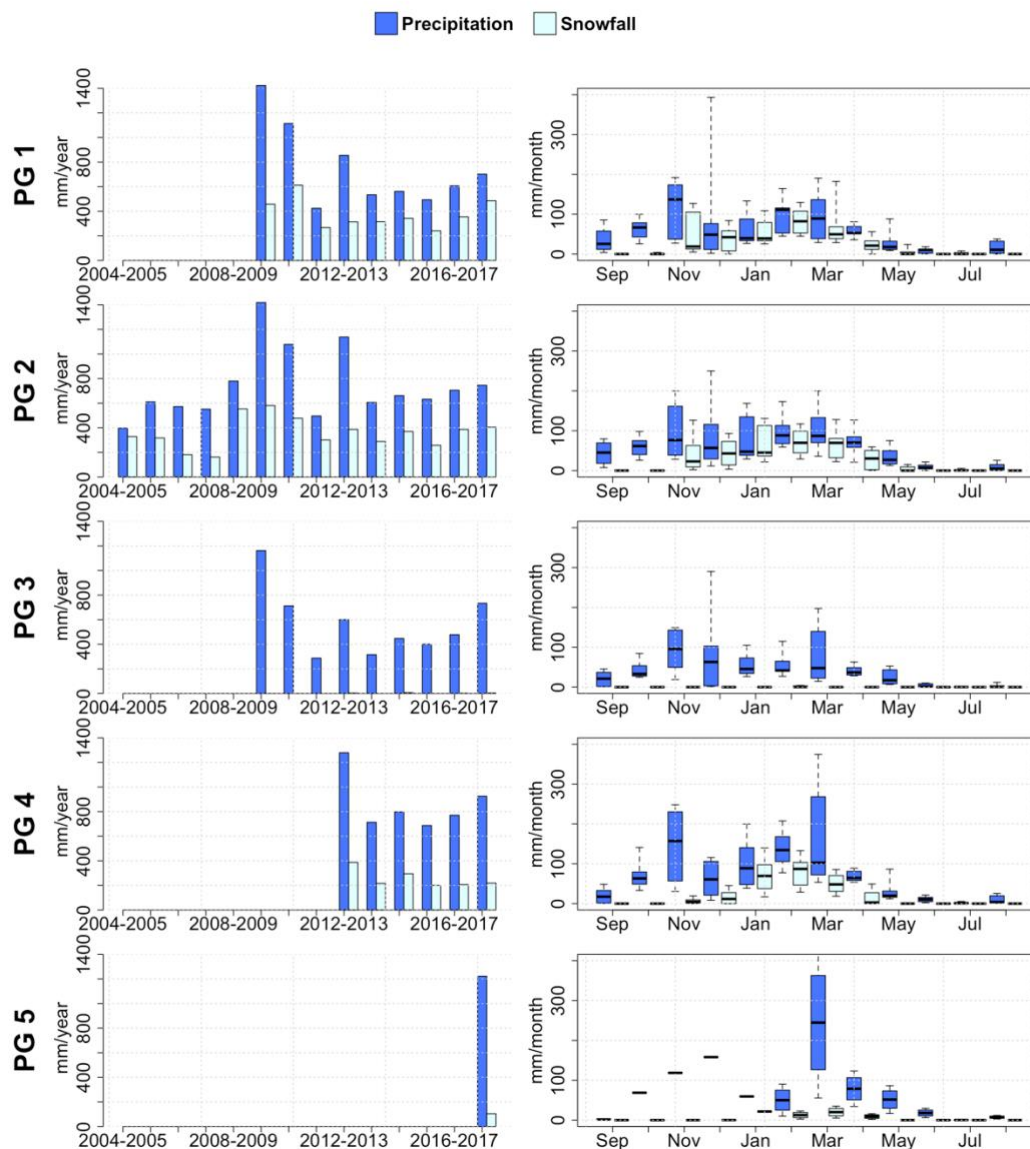 Precipitation Snowfall
PG 1
mm/year
0 400 800 1400
2004-2005 2008-2009 2012-2013 2016-2017
mm/month
0 100 300
Sep Nov Jan Mar May Jul
PG 2
mm/year
0 400 800 1400
2004-2005 2008-2009 2012-2013 2016-2017
mm/month
0 100 300
Sep Nov Jan Mar May Jul
PG 3
mm/year
0 400 800 1400
2004-2005 2008-2009 2012-2013 2016-2017
mm/month
0 100 300
Sep Nov Jan Mar May Jul
PG 4
mm/year
0 400 800 1400
2004-2005 2008-2009 2012-2013 2016-2017
mm/month
0 100 300
Sep Nov Jan Mar May Jul
PG 5
mm/year
0 400 800 1400
2004-2005 2008-2009 2012-2013 2016-2017
mm/month
0 100 300
Sep Nov Jan Mar May Jul